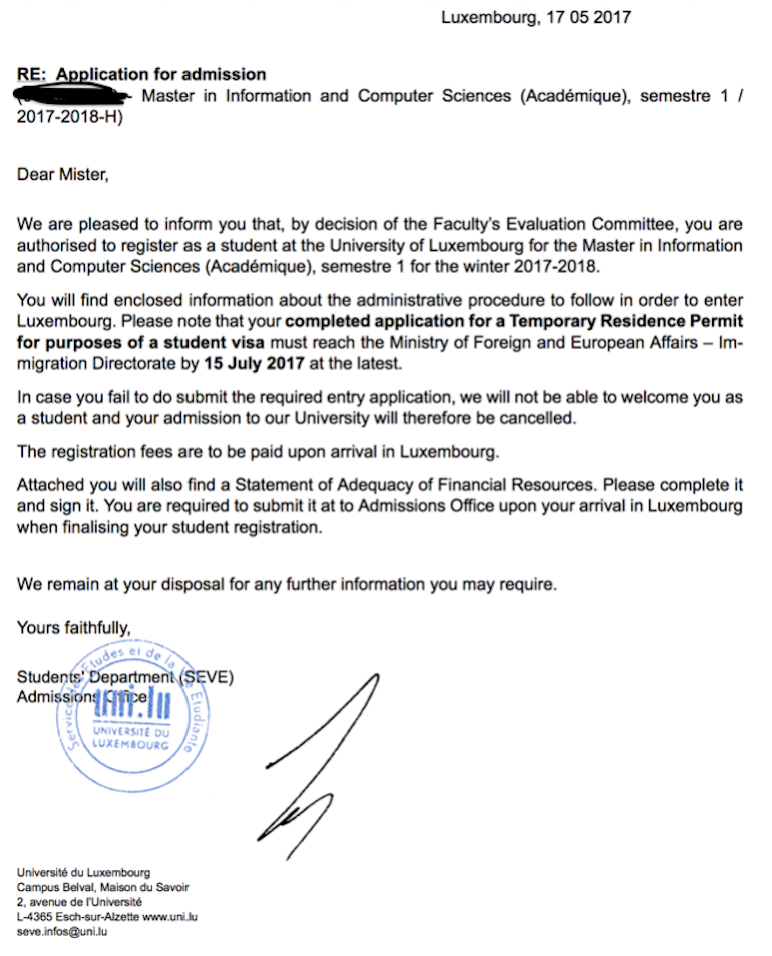 Luxembourg, 17 05 2017
RE: Application for admission
( - Master in Information and Computer Sciences (Académique), semestre 1 /
2017-2018-H)
Dear Mister,
We are pleased to inform you that, by decision of the Faculty's Evaluation Committee, you are
authorised to register as a student at the University of Luxembourg for the Master in Information
and Computer Sciences (Académique), semestre 1 for the winter 2017-2018.
You will find enclosed information about the administrative procedure to follow in order to enter
Luxembourg. Please note that your completed application for a Temporary Residence Permit
for purposes of a student visa must reach the Ministry of Foreign and European Affairs – Im-
migration Directorate by 15 July 2017 at the latest.
In case you fail to do submit the required entry application, we will not be able to welcome you as
a student and your admission to our University will therefore be cancelled.
The registration fees are to be paid upon arrival in Luxembourg.
Attached you will also find a Statement of Adequacy of Financial Resources. Please complete it
and sign it. You are required to submit it at to Admissions Office upon your arrival in Luxembourg
when finalising your student registration.
We remain at your disposal for any further information you may require.
Yours faithfully,
Students' Department (SEVE)
Admissions Office
Service des Etudes et de la Vie Etudiante
uni.lu
UNIVERSITÉ DU
LUXEMBOURG
Université du Luxembourg
Campus Belval, Maison du Savoir
2, avenue de l'Université
L-4365 Esch-sur-Alzette www.uni.lu
seve.infos@uni.lu